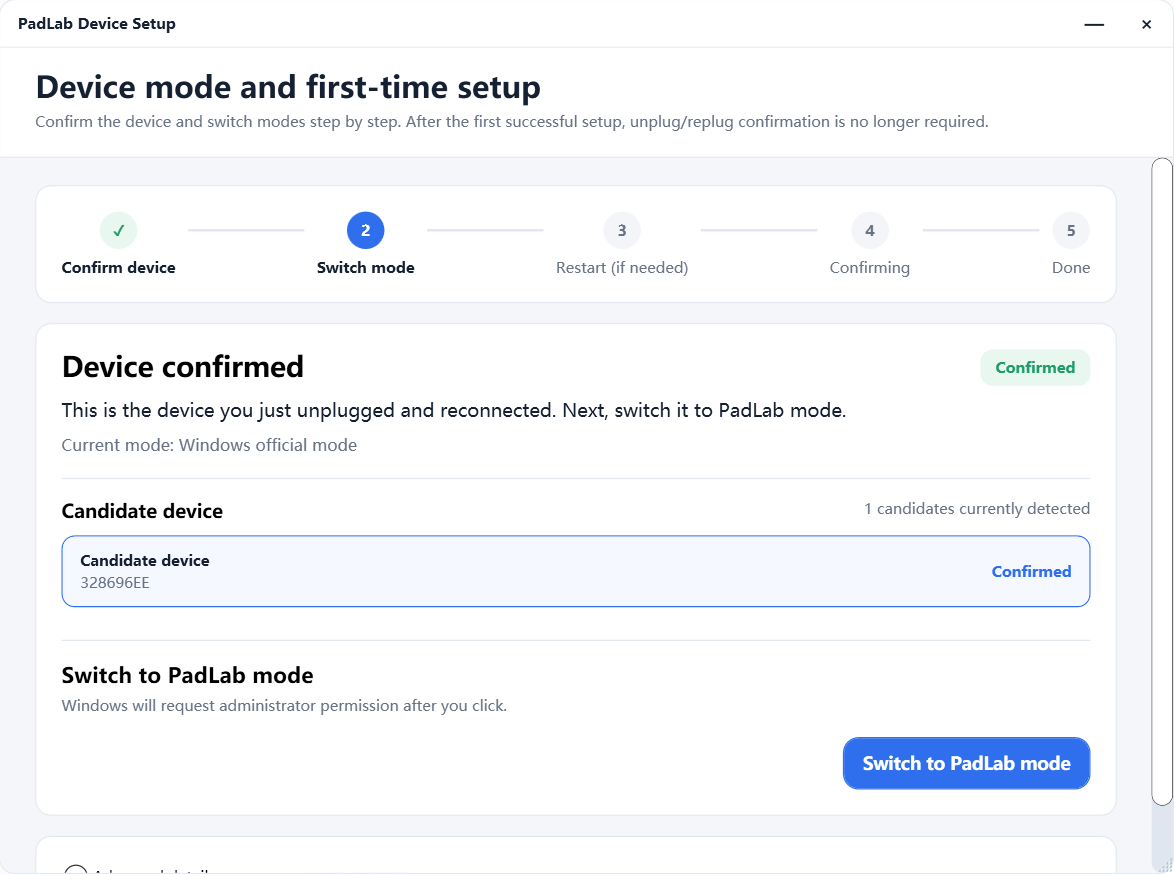 PadLab Device Setup
Device mode and first-time setup
Confirm the device and switch modes step by step. After the first successful setup, unplug/replug confirmation is no longer required.
✓ 2 3 4 5
Confirm device Switch mode Restart (if needed) Confirming Done
Device confirmed Confirmed
This is the device you just unplugged and reconnected. Next, switch it to PadLab mode.
Current mode: Windows official mode
Candidate device 1 candidates currently detected
Candidate device
328696EE
Confirmed
Switch to PadLab mode
Windows will request administrator permission after you click.
Switch to PadLab mode